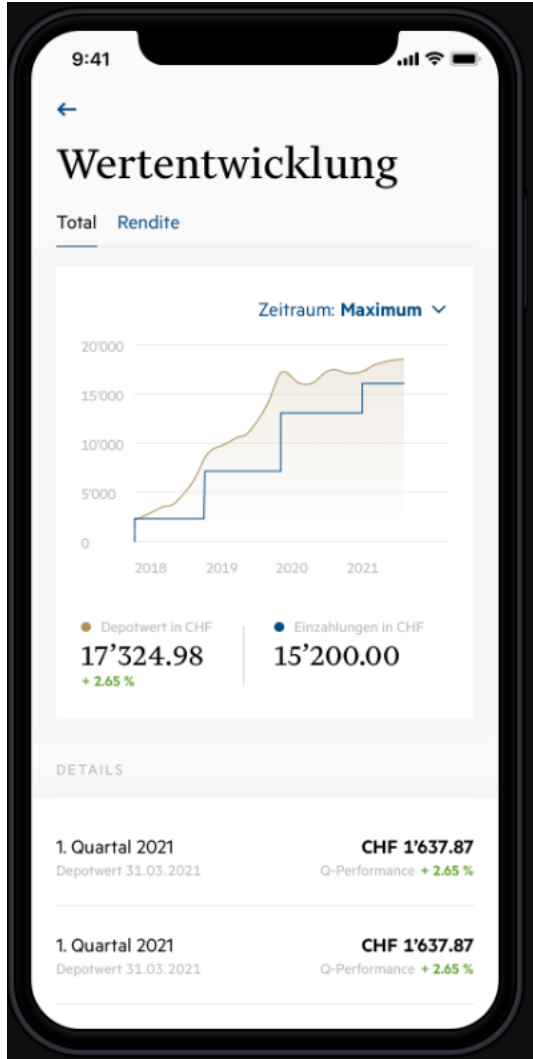 9:41
←
Wertentwicklung
Total Rendite
Zeitraum: Maximum
20'000
15'000
10'000
5'000
0
2018 2019 2020 2021
Depotwert in CHF
17’324.98
+ 2.65 %
Einzahlungen in CHF
15’200.00
DETAILS
1. Quartal 2021 CHF 1’637.87
Depotwert 31.03.2021 Q-Performance + 2.65 %
1. Quartal 2021 CHF 1’637.87
Depotwert 31.03.2021 Q-Performance + 2.65 %